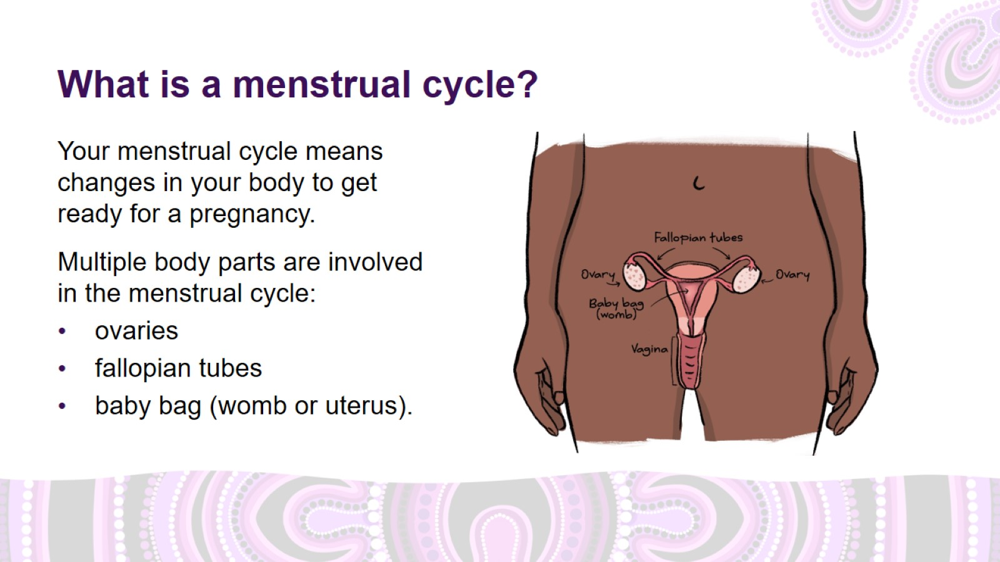 What is a menstrual cycle?
Your menstrual cycle means
changes in your body to get
ready for a pregnancy.
Multiple body parts are involved
in the menstrual cycle:
• ovaries
• fallopian tubes
• baby bag (womb or uterus).
Fallopian tubes
Ovary
Ovary
Baby bag
(womb)
Vagina